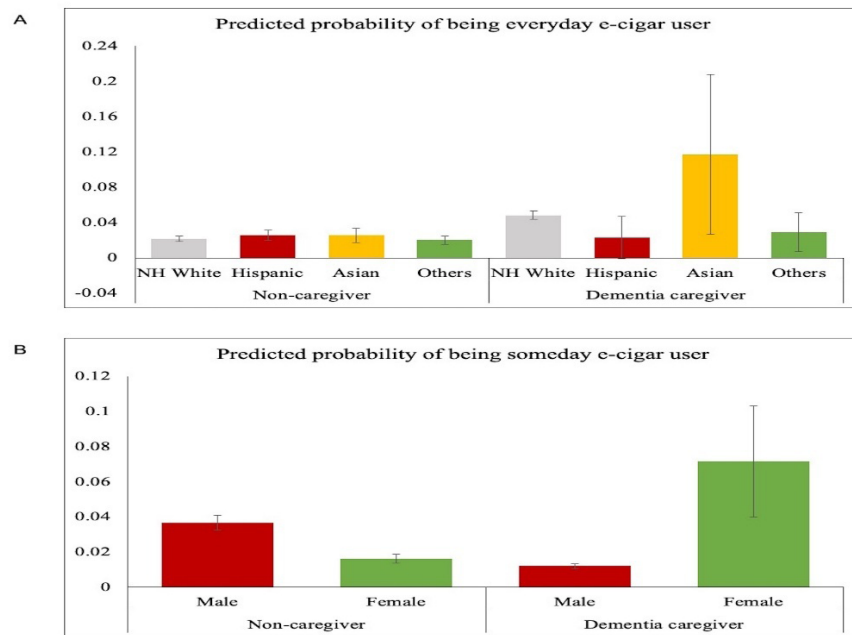 A
Predicted probability of being everyday e-cigar user
0.24
0.2
0.16
0.12
0.08
0.04
0
-0.04
NH White Hispanic Asian Others NH White Hispanic Asian Others
Non-caregiver Dementia caregiver
B
Predicted probability of being someday e-cigar user
0.12
0.1
0.08
0.06
0.04
0.02
0
Male Female Male Female
Non-caregiver Dementia caregiver